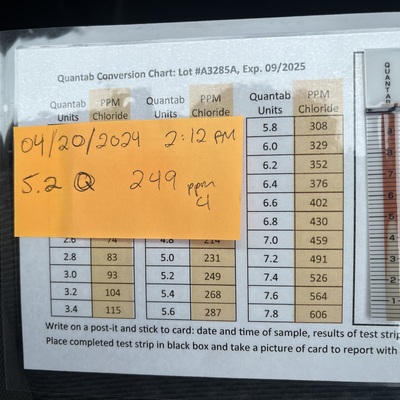 Quantab Conversion Chart: Lot #A3285A, Exp. 09/2025
Quantab Units PPM Chloride Quantab Units PPM Chloride Quantab Units PPM Chloride
04/20/2024 2:12 PM
5.2 Q 249 ppm Cl
5.8 308
6.0 329
6.2 352
6.4 376
6.6 402
6.8 430
2.6 74 4.8 214 7.0 459
2.8 83 5.0 231 7.2 491
3.0 93 5.2 249 7.4 526
3.2 104 5.4 268 7.6 564
3.4 115 5.6 287 7.8 606
Write on a post-it and stick to card: date and time of sample, results of test strip
Place completed test strip in black box and take a picture of card to report with
QUANTAB